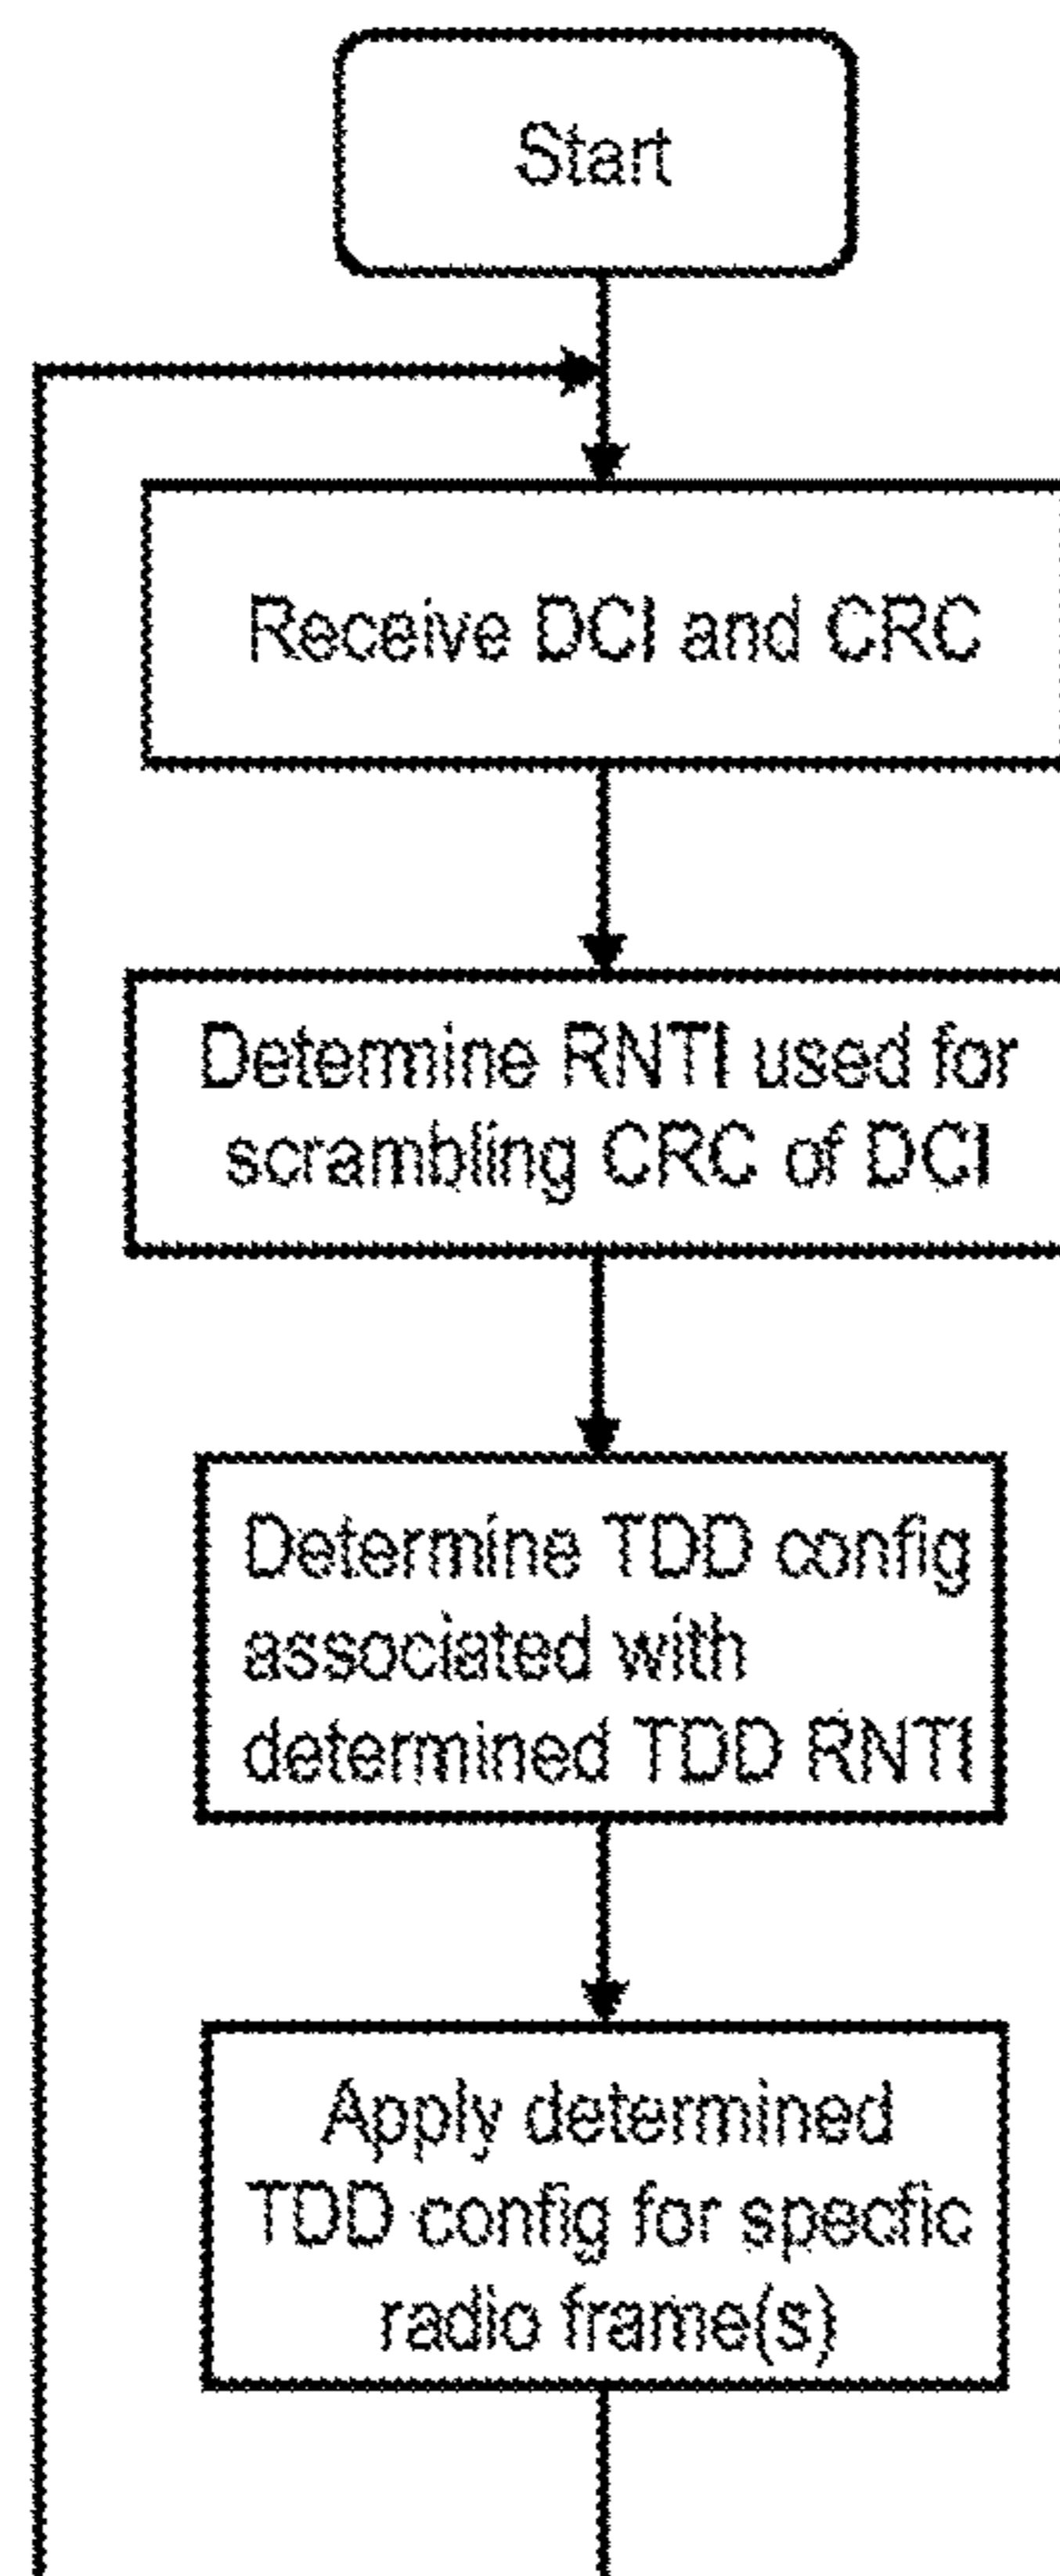 Start
Receive DCI and CRC
Determine RNTI used for
scrambling CRC of DCI
Determine TDD config
associated with
determined TDD RNTI
Apply determined
TDD config for specfic
radio frame(s)